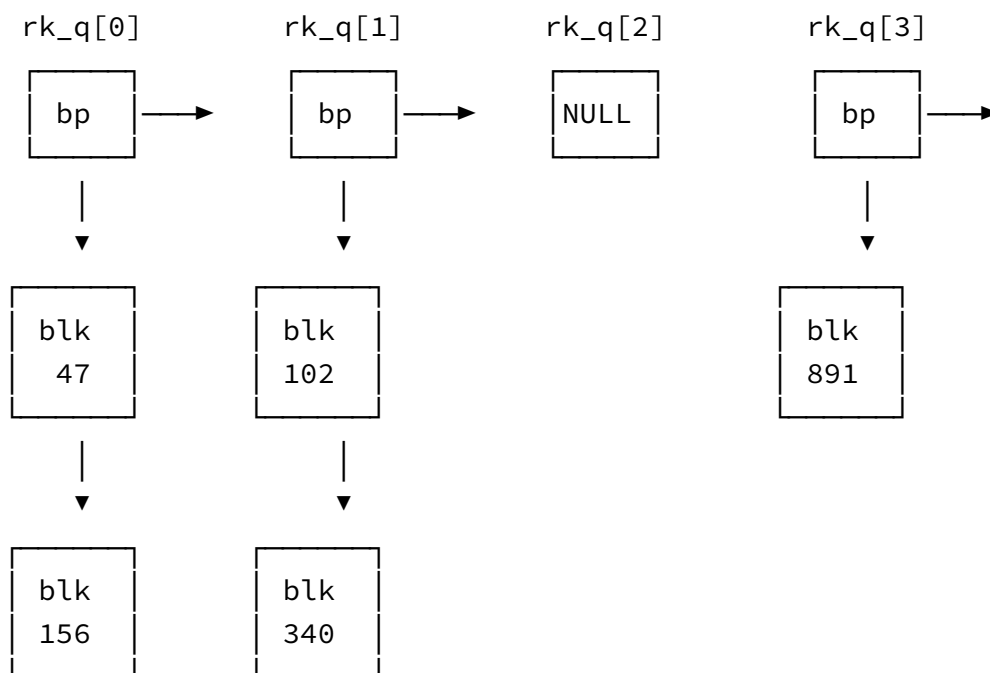 rk_q[0] rk_q[1] rk_q[2] rk_q[3]
bp bp NULL bp
blk blk blk
47 102 891
blk blk
156 340